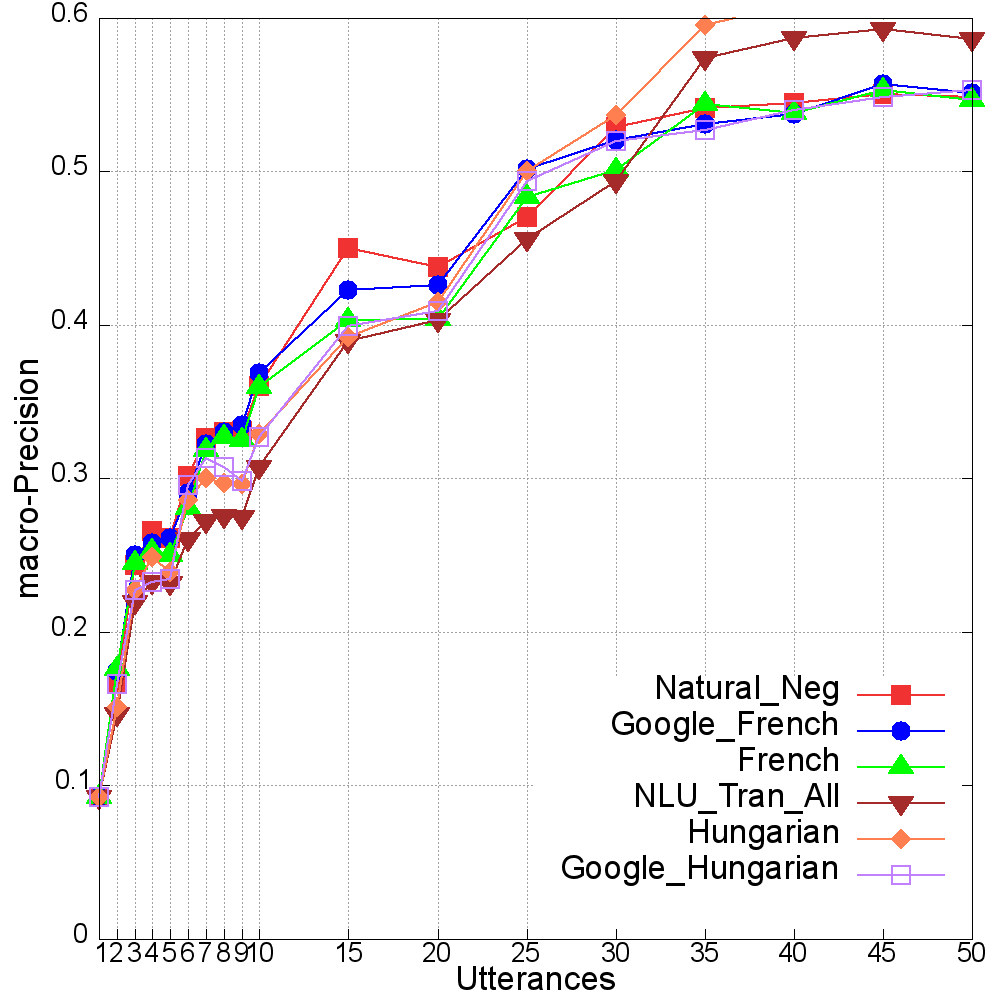 0.6
0.5
0.4
0.3
0.2
0.1
0
macro-Precision
1 2 3 4 5 6 7 8 9 10 15 20 25 30 35 40 45 50
Utterances
Natural_Neg
Google_French
French
NLU_Tran_All
Hungarian
Google_Hungarian